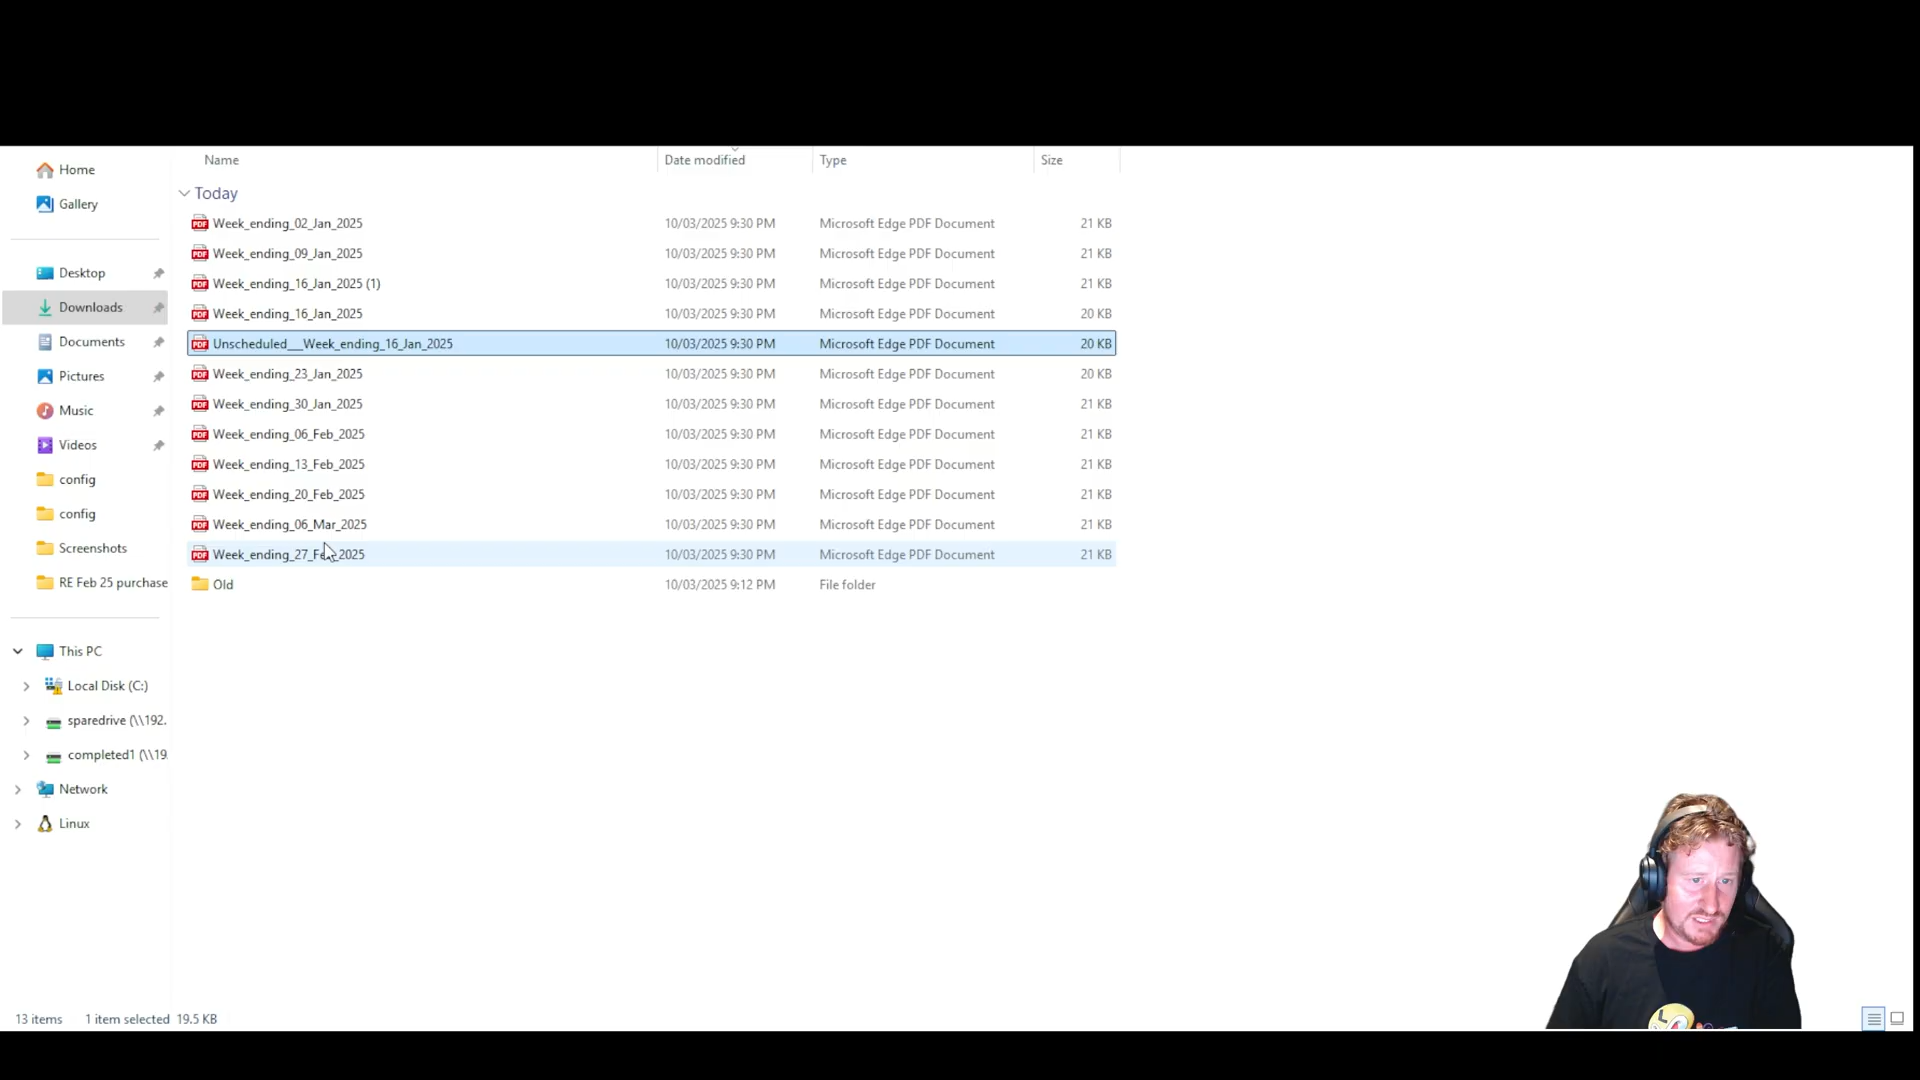 Home
Gallery
Desktop
Downloads
Documents
Pictures
Music
Videos
config
config
Screenshots
RE Feb 25 purchase
This PC
Local Disk (C:)
sparedrive (\\192.
completed1 (\\19.
Network
Linux
Name Date modified Type Size
Today
Week_ending_02_Jan_2025 10/03/2025 9:30 PM Microsoft Edge PDF Document 21 KB
Week_ending_09_Jan_2025 10/03/2025 9:30 PM Microsoft Edge PDF Document 21 KB
Week_ending_16_Jan_2025 (1) 10/03/2025 9:30 PM Microsoft Edge PDF Document 21 KB
Week_ending_16_Jan_2025 10/03/2025 9:30 PM Microsoft Edge PDF Document 20 KB
Unscheduled___Week_ending_16_Jan_2025 10/03/2025 9:30 PM Microsoft Edge PDF Document 20 KB
Week_ending_23_Jan_2025 10/03/2025 9:30 PM Microsoft Edge PDF Document 20 KB
Week_ending_30_Jan_2025 10/03/2025 9:30 PM Microsoft Edge PDF Document 21 KB
Week_ending_06_Feb_2025 10/03/2025 9:30 PM Microsoft Edge PDF Document 21 KB
Week_ending_13_Feb_2025 10/03/2025 9:30 PM Microsoft Edge PDF Document 21 KB
Week_ending_20_Feb_2025 10/03/2025 9:30 PM Microsoft Edge PDF Document 21 KB
Week_ending_06_Mar_2025 10/03/2025 9:30 PM Microsoft Edge PDF Document 21 KB
Week_ending_27_Feb_2025 10/03/2025 9:30 PM Microsoft Edge PDF Document 21 KB
Old 10/03/2025 9:12 PM File folder
13 items 1 item selected 19.5 KB